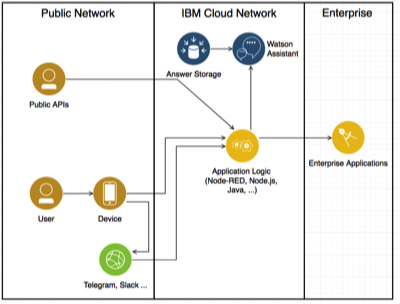 Public Network
IBM Cloud Network
Enterprise
Watson
Assistant
Answer Storage
Public APIs
Application Logic
(Node-RED, Node.js,
Java, ...)
Enterprise Applications
User
Device
Telegram, Slack ...